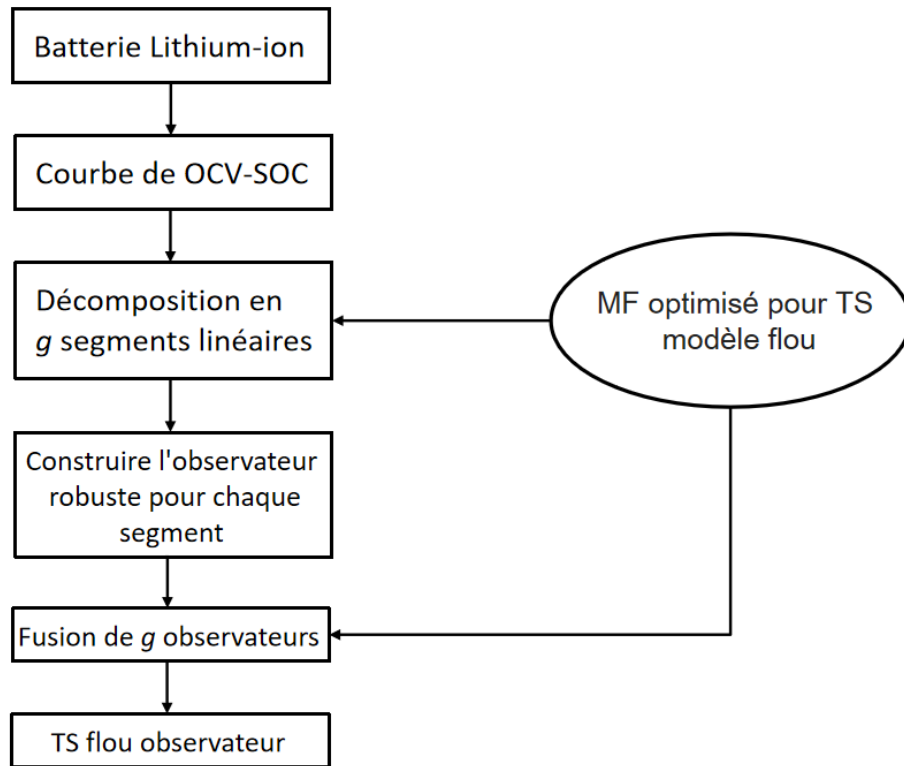 Batterie Lithium-ion
Courbe de OCV-SOC
Décomposition en
g segments linéaires
MF optimisé pour TS
modèle flou
Construire l'observateur
robuste pour chaque
segment
Fusion de g observateurs
TS flou observateur